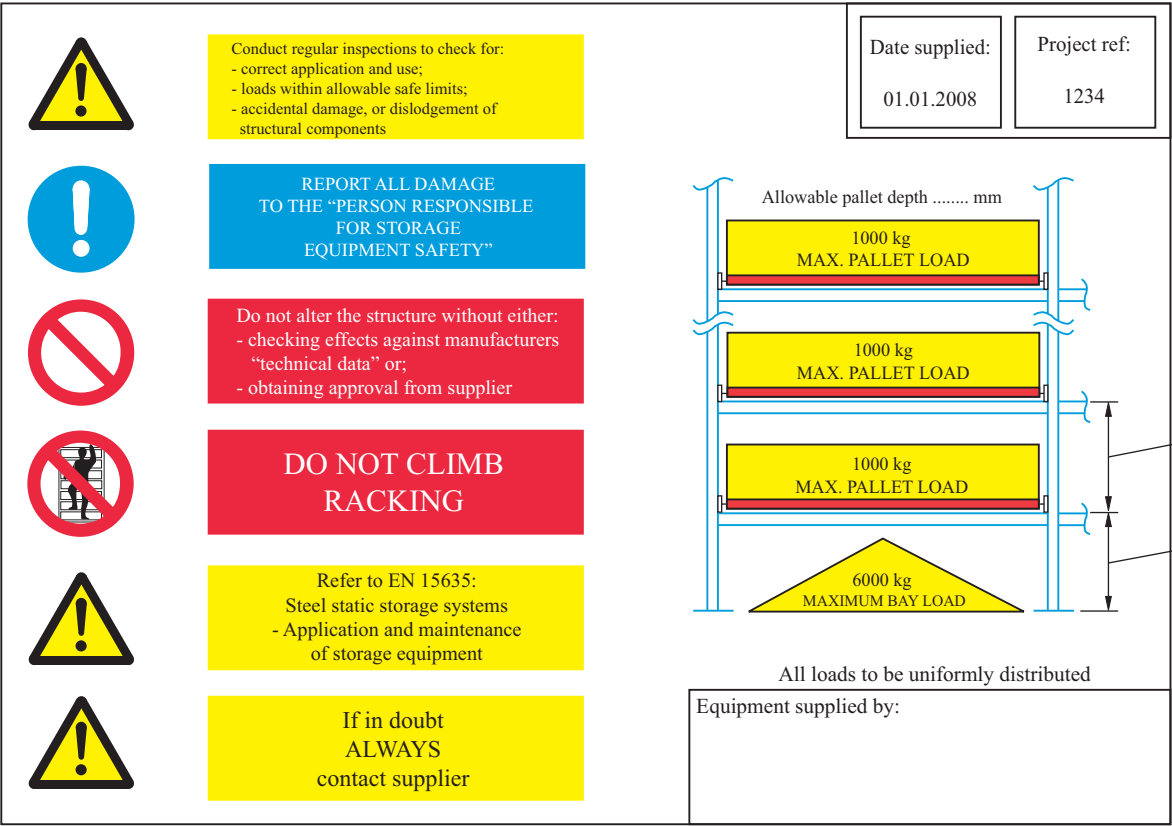 Conduct regular inspections to check for:
- correct application and use;
- loads within allowable safe limits;
- accidental damage, or dislodgement of
structural components
REPORT ALL DAMAGE
TO THE “PERSON RESPONSIBLE
FOR STORAGE
EQUIPMENT SAFETY”
Do not alter the structure without either:
- checking effects against manufacturers
“technical data” or;
- obtaining approval from supplier
DO NOT CLIMB
RACKING
Refer to EN 15635:
Steel static storage systems
- Application and maintenance
of storage equipment
If in doubt
ALWAYS
contact supplier
Date supplied:
01.01.2008
Project ref:
1234
Allowable pallet depth ........ mm
1000 kg
MAX. PALLET LOAD
1000 kg
MAX. PALLET LOAD
1000 kg
MAX. PALLET LOAD
6000 kg
MAXIMUM BAY LOAD
All loads to be uniformly distributed
Equipment supplied by: